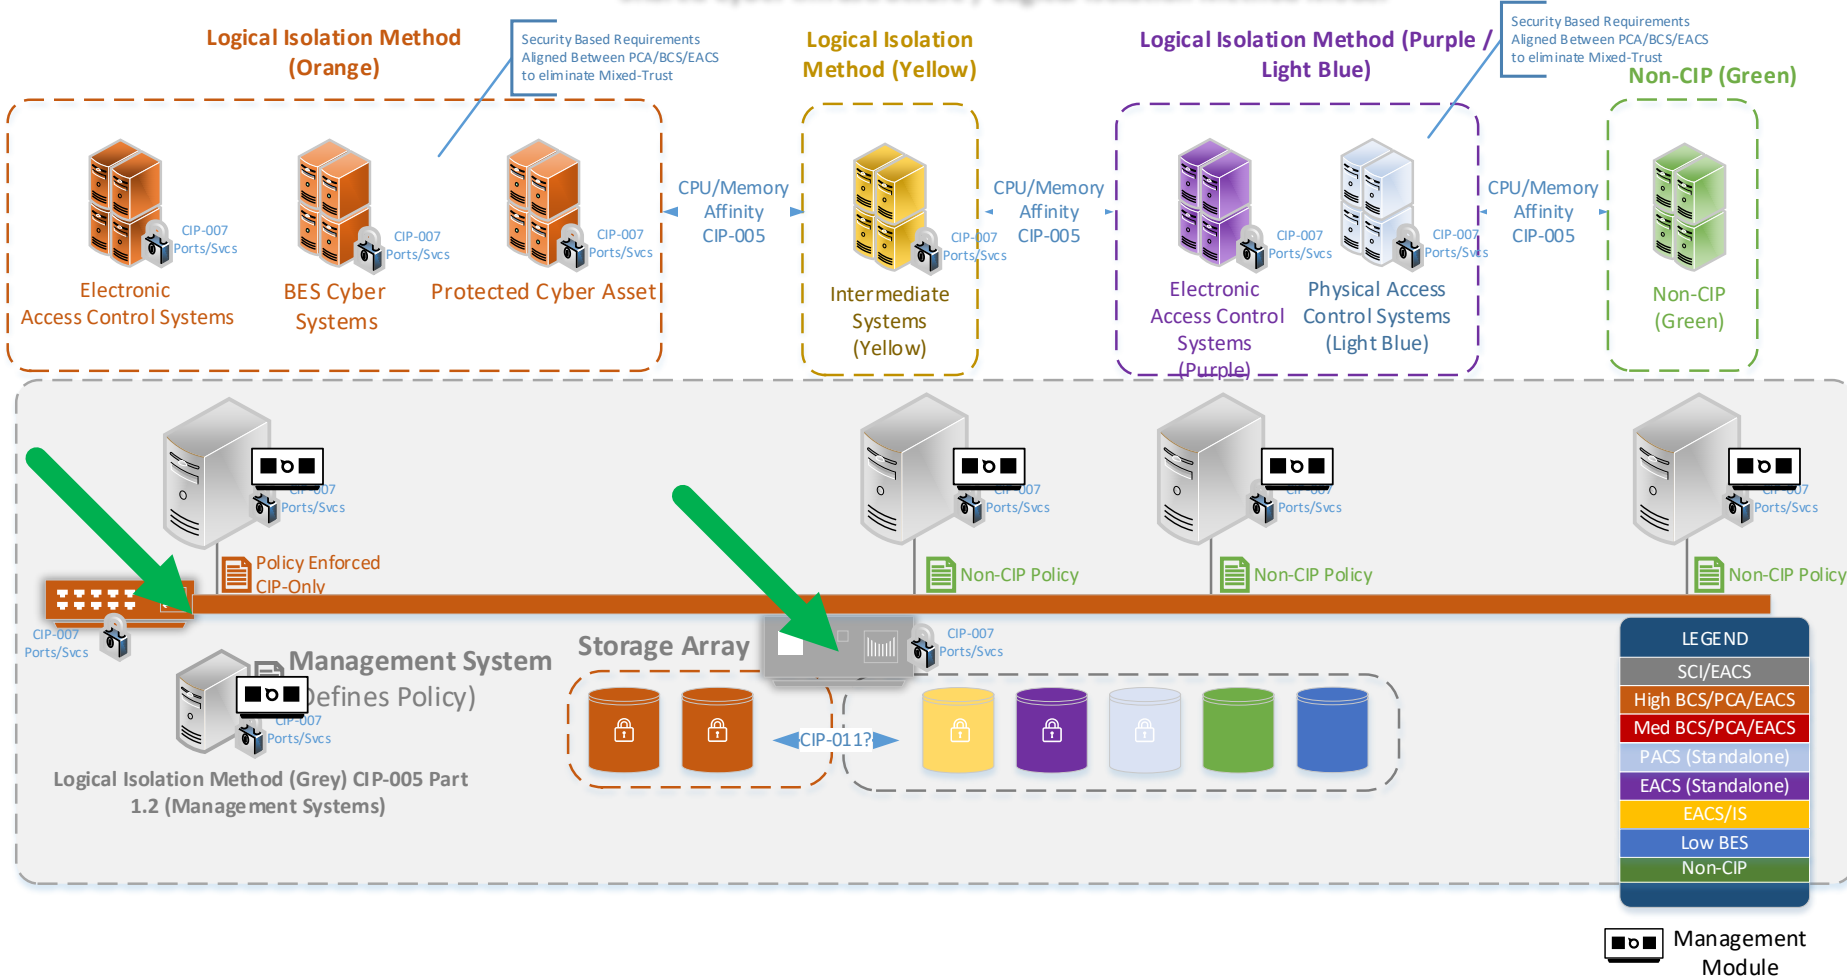 Logical Isolation Method
(Orange)
Security Based Requirements
Aligned Between PCA/BCS/EACS
to eliminate Mixed-Trust
Logical Isolation
Method (Yellow)
Logical Isolation Method (Purple /
Light Blue)
Security Based Requirements
Aligned Between PCA/BCS/EACS
to eliminate Mixed-Trust
Non-CIP (Green)
CIP-007
Ports/Svcs
Electronic
Access Control Systems
CIP-007
Ports/Svcs
BES Cyber
Systems
CIP-007
Ports/Svcs
Protected Cyber Asset
CPU/Memory
Affinity
CIP-005
CIP-007
Ports/Svcs
Intermediate
Systems
(Yellow)
CPU/Memory
Affinity
CIP-005
CIP-007
Ports/Svcs
Electronic
Access Control
Systems
(Purple)
CIP-007
Ports/Svcs
Physical Access
Control Systems
(Light Blue)
CPU/Memory
Affinity
CIP-005
Non-CIP
(Green)
CIP-007
Ports/Svcs
CIP-007
Ports/Svcs
CIP-007
Ports/Svcs
CIP-007
Ports/Svcs
Policy Enforced
CIP-Only
Non-CIP Policy
Non-CIP Policy
Non-CIP Policy
CIP-007
Ports/Svcs
Management System
Defines Policy)
CIP-007
Ports/Svcs
Logical Isolation Method (Grey) CIP-005 Part
1.2 (Management Systems)
Storage Array
CIP-007
Ports/Svcs
CIP-011?
LEGEND
SCI/EACS
High BCS/PCA/EACS
Med BCS/PCA/EACS
PACS (Standalone)
EACS (Standalone)
EACS/IS
Low BES
Non-CIP
Management
Module